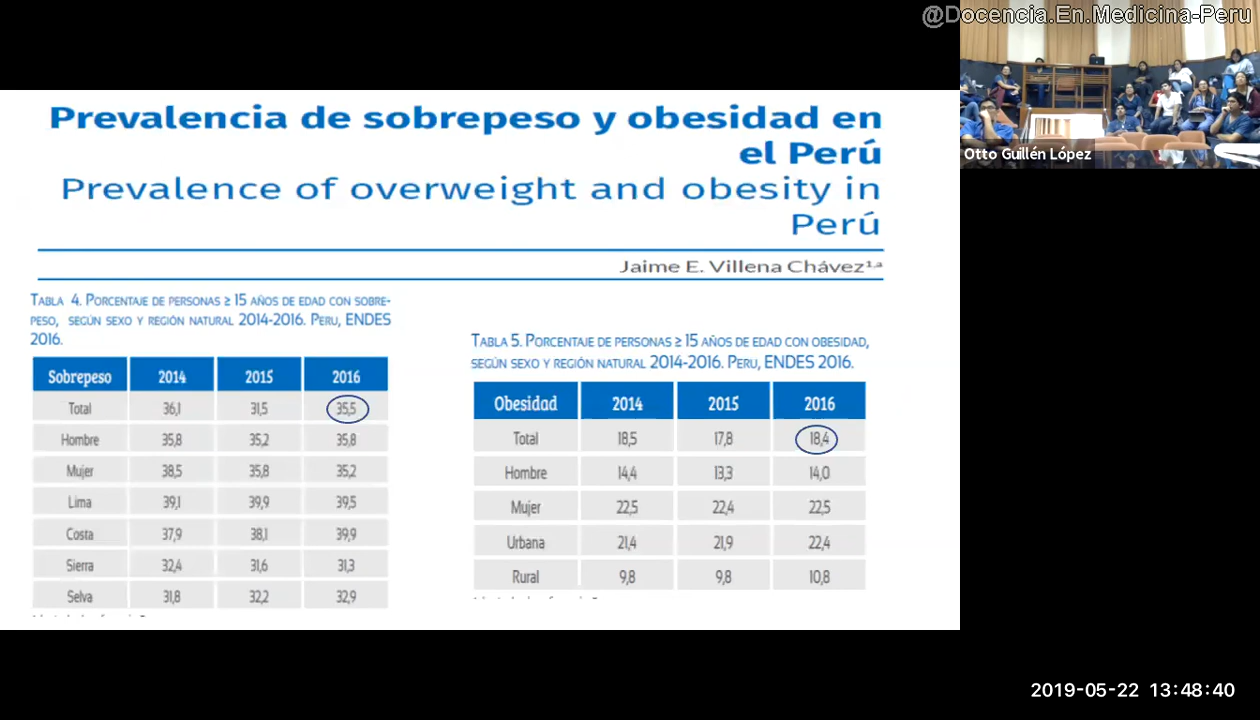 @Docencia.En.Medicina-Peru
Otto Guillén López
Prevalencia de sobrepeso y obesidad en
el Perú
Prevalence of overweight and obesity in
Perú
Jaime E. Villena Chávez¹,ª
TABLA 4. PORCENTAJE DE PERSONAS ≥ 15 AÑOS DE EDAD CON SOBRE-
PESO, SEGÚN SEXO Y REGIÓN NATURAL 2014-2016. PERU, ENDES
2016.
Sobrepeso 2014 2015 2016
Total 36,1 31,5 35,5
Hombre 35,8 35,2 35,8
Mujer 38,5 35,8 35,2
Lima 39,1 39,9 39,5
Costa 37,9 38,1 39,9
Sierra 32,4 31,6 31,3
Selva 31,8 32,2 32,9
TABLA 5. PORCENTAJE DE PERSONAS ≥ 15 AÑOS DE EDAD CON OBESIDAD,
SEGÚN SEXO Y REGIÓN NATURAL 2014-2016. PERU, ENDES 2016.
Obesidad 2014 2015 2016
Total 18,5 17,8 18,4
Hombre 14,4 13,3 14,0
Mujer 22,5 22,4 22,5
Urbana 21,4 21,9 22,4
Rural 9,8 9,8 10,8
2019-05-22 13:48:40